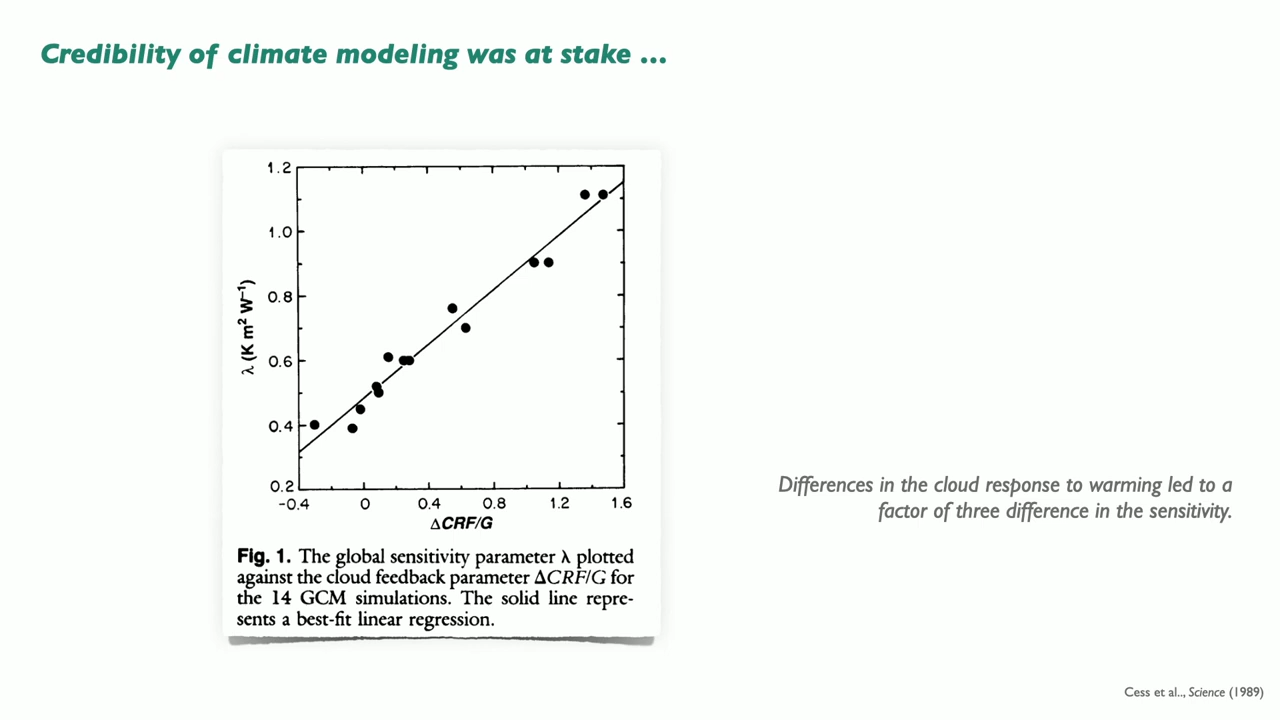 Credibility of climate modeling was at stake ...
1.2
1.0
0.8
0.6
0.4
0.2
λ (K m² W⁻¹)
-0.4 0 0.4 0.8 1.2 1.6
ΔCRF/G
Fig. 1. The global sensitivity parameter λ plotted
against the cloud feedback parameter ΔCRF/G for
the 14 GCM simulations. The solid line repre-
sents a best-fit linear regression.
Differences in the cloud response to warming led to a
factor of three difference in the sensitivity.
Cess et al.., Science (1989)